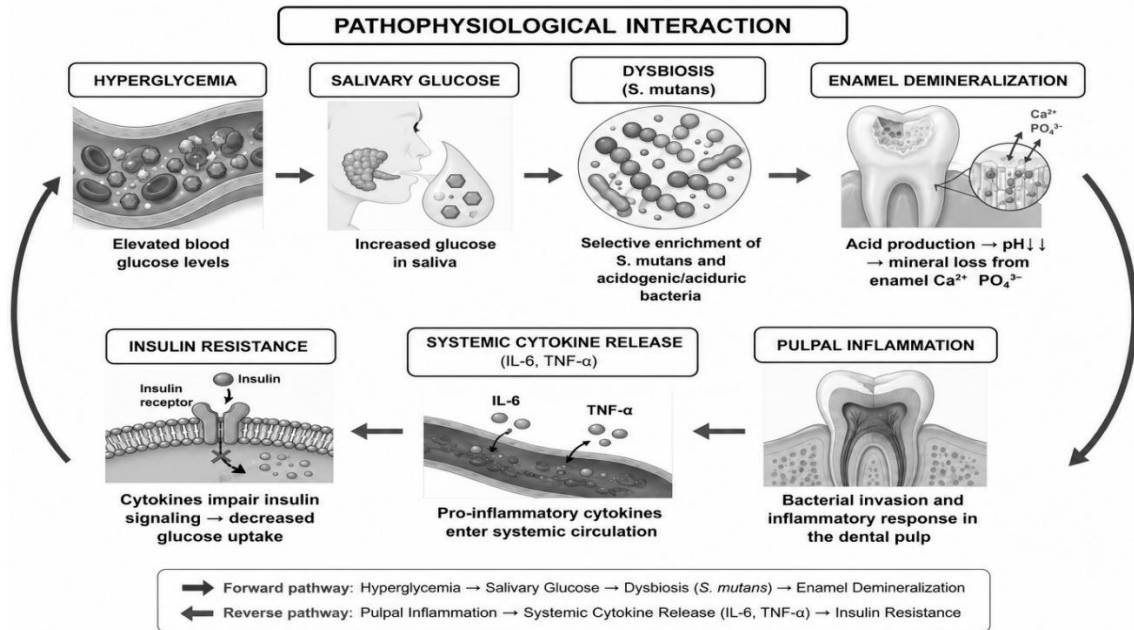 PATHOPHYSIOLOGICAL INTERACTION
HYPERGLYCEMIA
Elevated blood
glucose levels
SALIVARY GLUCOSE
Increased glucose
in saliva
DYSBIOSIS
(S. mutans)
Selective enrichment of
S. mutans and
acidogenic/aciduric
bacteria
ENAMEL DEMINERALIZATION
Ca²⁺
PO₄³⁻
Acid production → pH↓↓
→ mineral loss from
enamel Ca²⁺ PO₄³⁻
INSULIN RESISTANCE
Insulin
Insulin
receptor
Cytokines impair insulin
signaling → decreased
glucose uptake
SYSTEMIC CYTOKINE RELEASE
(IL-6, TNF-α)
IL-6
TNF-α
Pro-inflammatory cytokines
enter systemic circulation
PULPAL INFLAMMATION
Bacterial invasion and
inflammatory response in
the dental pulp
Forward pathway: Hyperglycemia → Salivary Glucose → Dysbiosis (S. mutans) → Enamel Demineralization
Reverse pathway: Pulpal Inflammation → Systemic Cytokine Release (IL-6, TNF-α) → Insulin Resistance